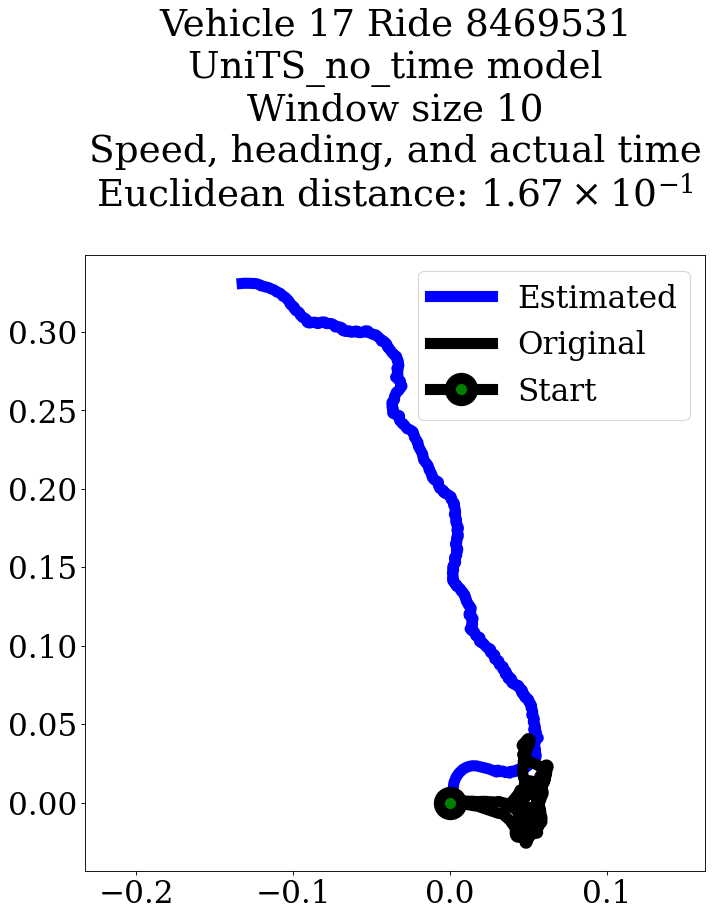 Vehicle 17 Ride 8469531
UniTS_no_time model
Window size 10
Speed, heading, and actual time
Euclidean distance: 1.67 × 10⁻¹
Estimated
Original
Start
0.30
0.25
0.20
0.15
0.10
0.05
0.00
−0.2 −0.1 0.0 0.1